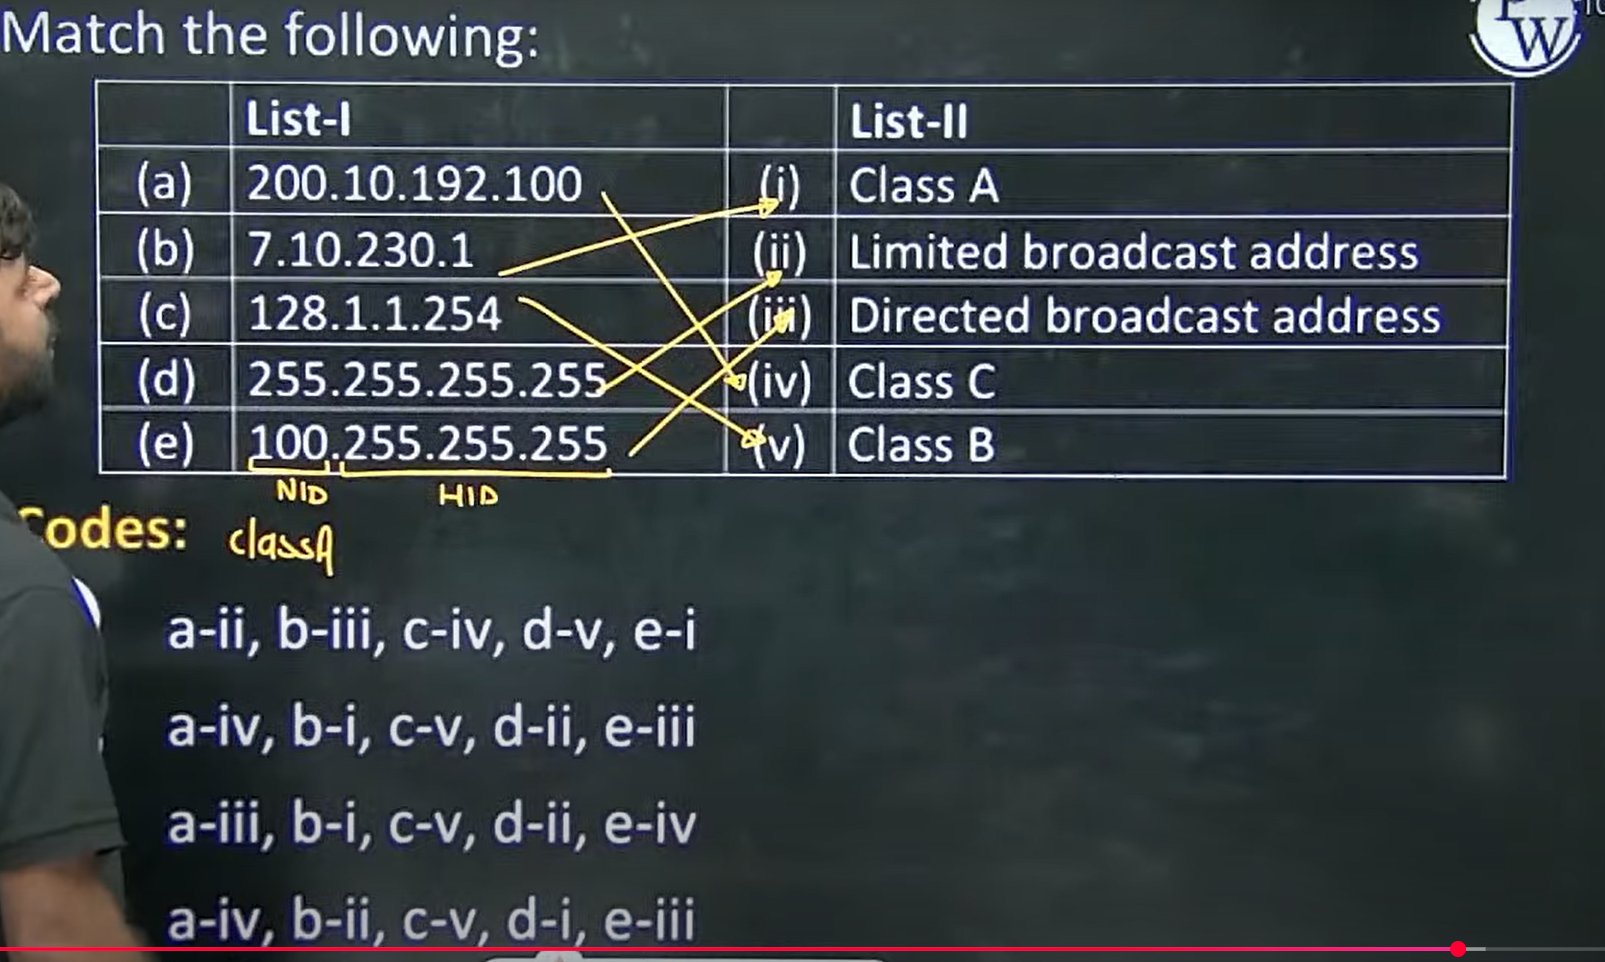 Match the following:
PW
List-I List-II
(a) 200.10.192.100 (i) Class A
(b) 7.10.230.1 (ii) Limited broadcast address
(c) 128.1.1.254 (iii) Directed broadcast address
(d) 255.255.255.255 (iv) Class C
(e) 100.255.255.255 (v) Class B
NID HID
Codes: classA
a-ii, b-iii, c-iv, d-v, e-i
a-iv, b-i, c-v, d-ii, e-iii
a-iii, b-i, c-v, d-ii, e-iv
a-iv, b-ii, c-v, d-i, e-iii